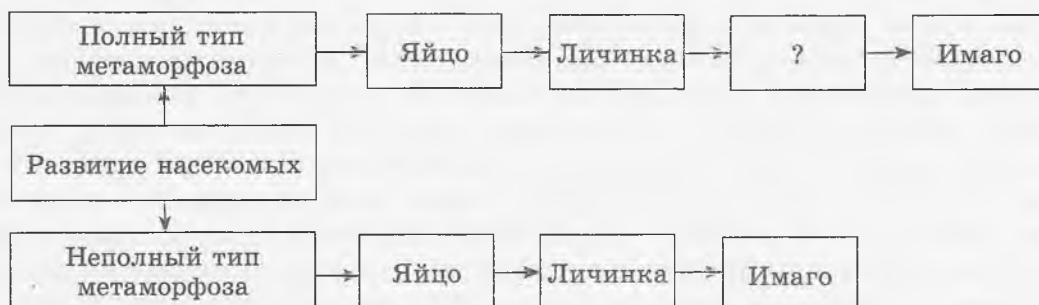 Полный тип
метаморфоза
Яйцо
Личинка
?
Имаго
Развитие насекомых
Неполный тип
метаморфоза
Яйцо
Личинка
Имаго